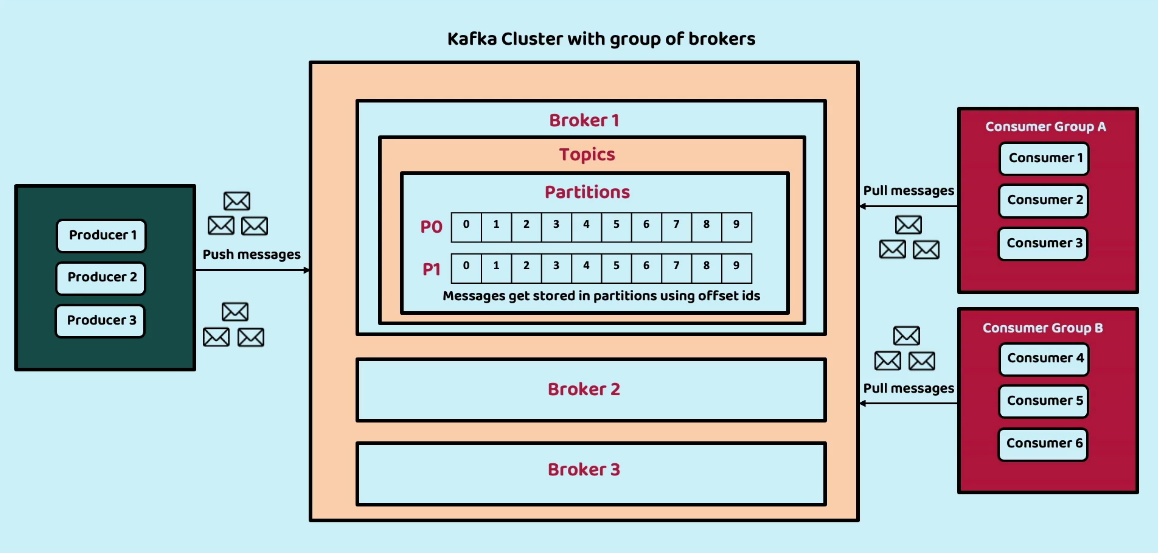 Kafka Cluster with group of brokers
Producer 1
Producer 2
Producer 3
Push messages
Broker 1
Topics
Partitions
P0 0 1 2 3 4 5 6 7 8 9
P1 0 1 2 3 4 5 6 7 8 9
Messages get stored in partitions using offset ids
Broker 2
Broker 3
Pull messages
Consumer Group A
Consumer 1
Consumer 2
Consumer 3
Pull messages
Consumer Group B
Consumer 4
Consumer 5
Consumer 6